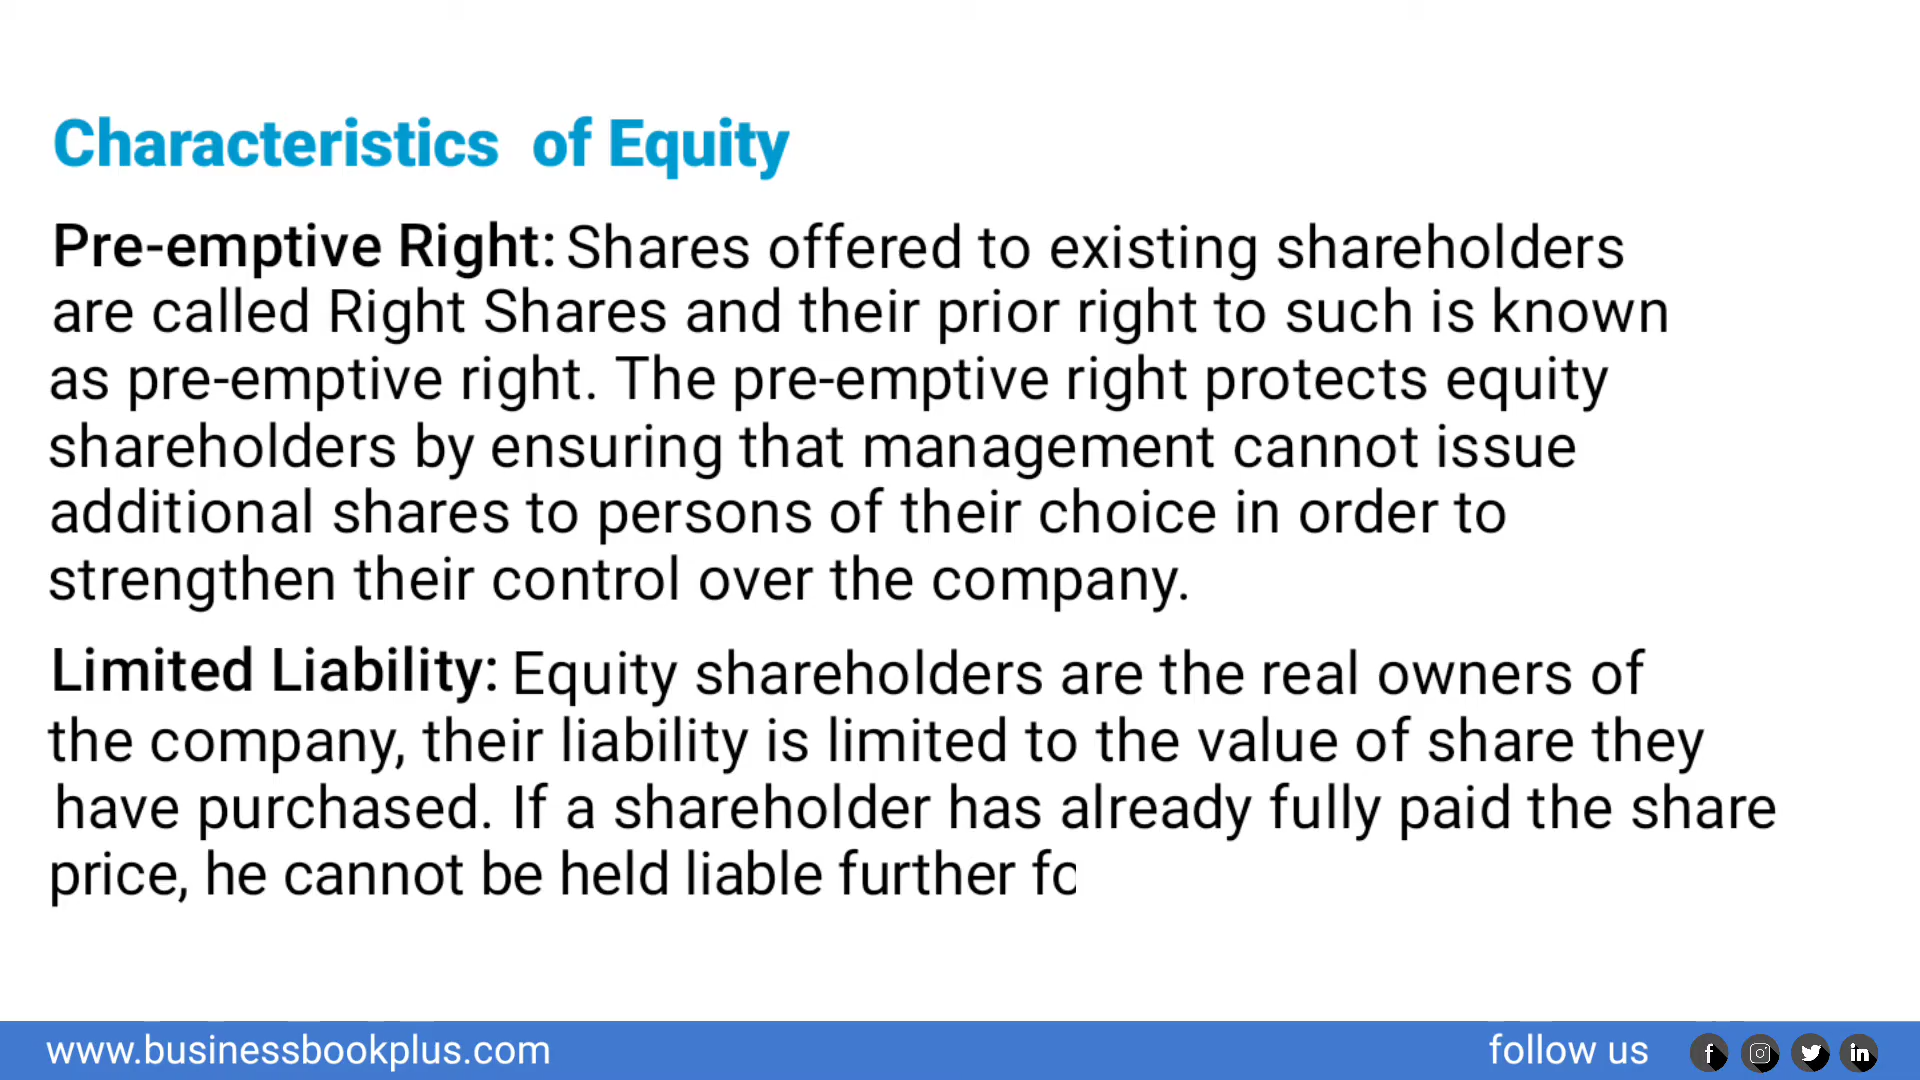 Characteristics of Equity
Pre-emptive Right: Shares offered to existing shareholders
are called Right Shares and their prior right to such is known
as pre-emptive right. The pre-emptive right protects equity
shareholders by ensuring that management cannot issue
additional shares to persons of their choice in order to
strengthen their control over the company.
Limited Liability: Equity shareholders are the real owners of
the company, their liability is limited to the value of share they
have purchased. If a shareholder has already fully paid the share
price, he cannot be held liable further fo
www.businessbookplus.com
follow us